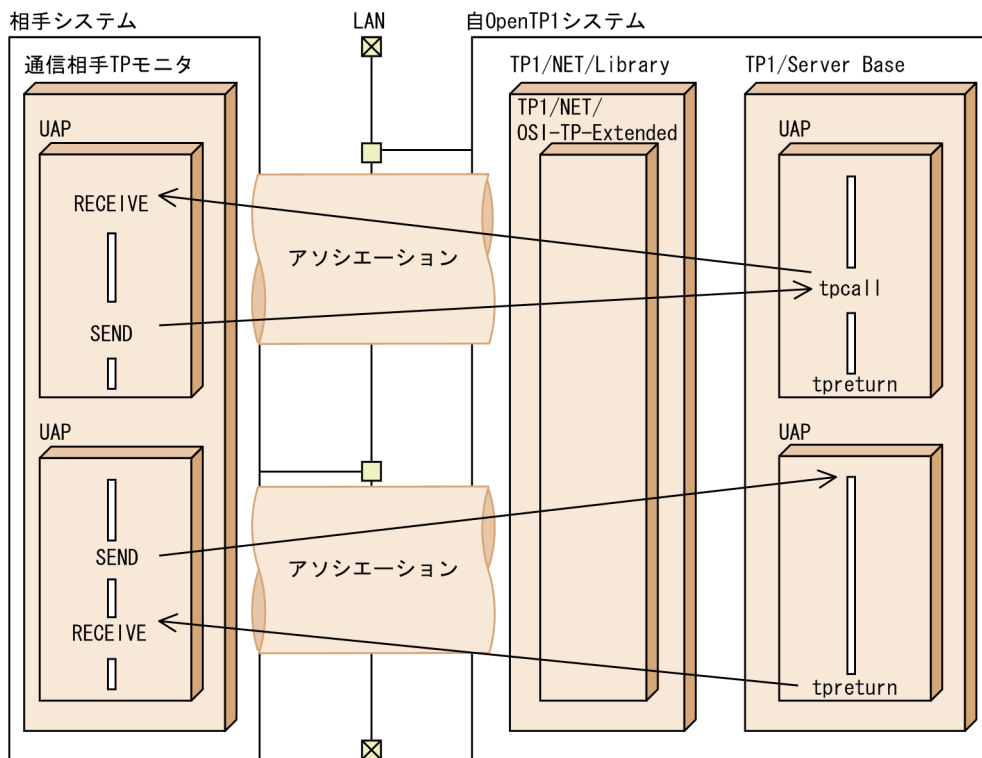 相手システム
LAN
自OpenTP1システム
通信相手TPモニタ
TP1/NET/Library
TP1/Server Base
TP1/NET/
OSI-TP-Extended
UAP
UAP
RECEIVE
アソシエーション
tpcall
SEND
tpreturn
UAP
UAP
SEND
アソシエーション
RECEIVE
tpreturn